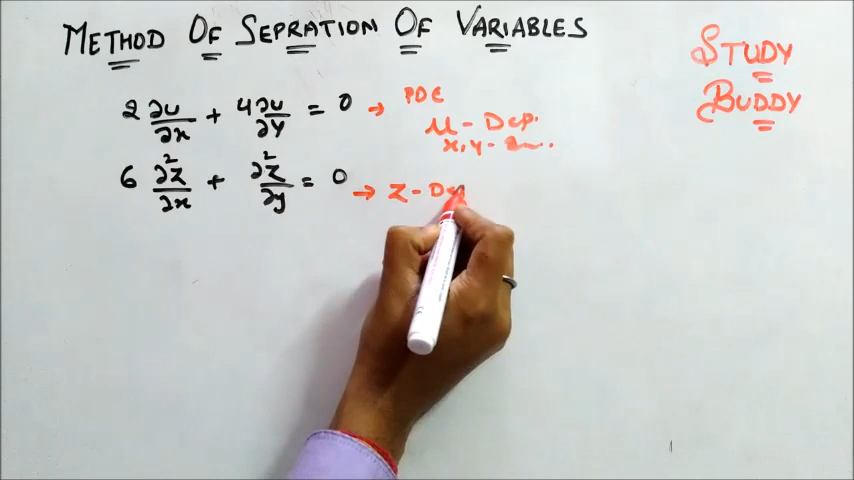 METHOD OF SEPRATION OF VARIABLES
STUDY
BUDDY
2 ∂u/∂x + 4 ∂u/∂y = 0 → PDE
u - Dep.
x, y -
6 ∂²z/∂x + ∂²z/∂y = 0 → z - De